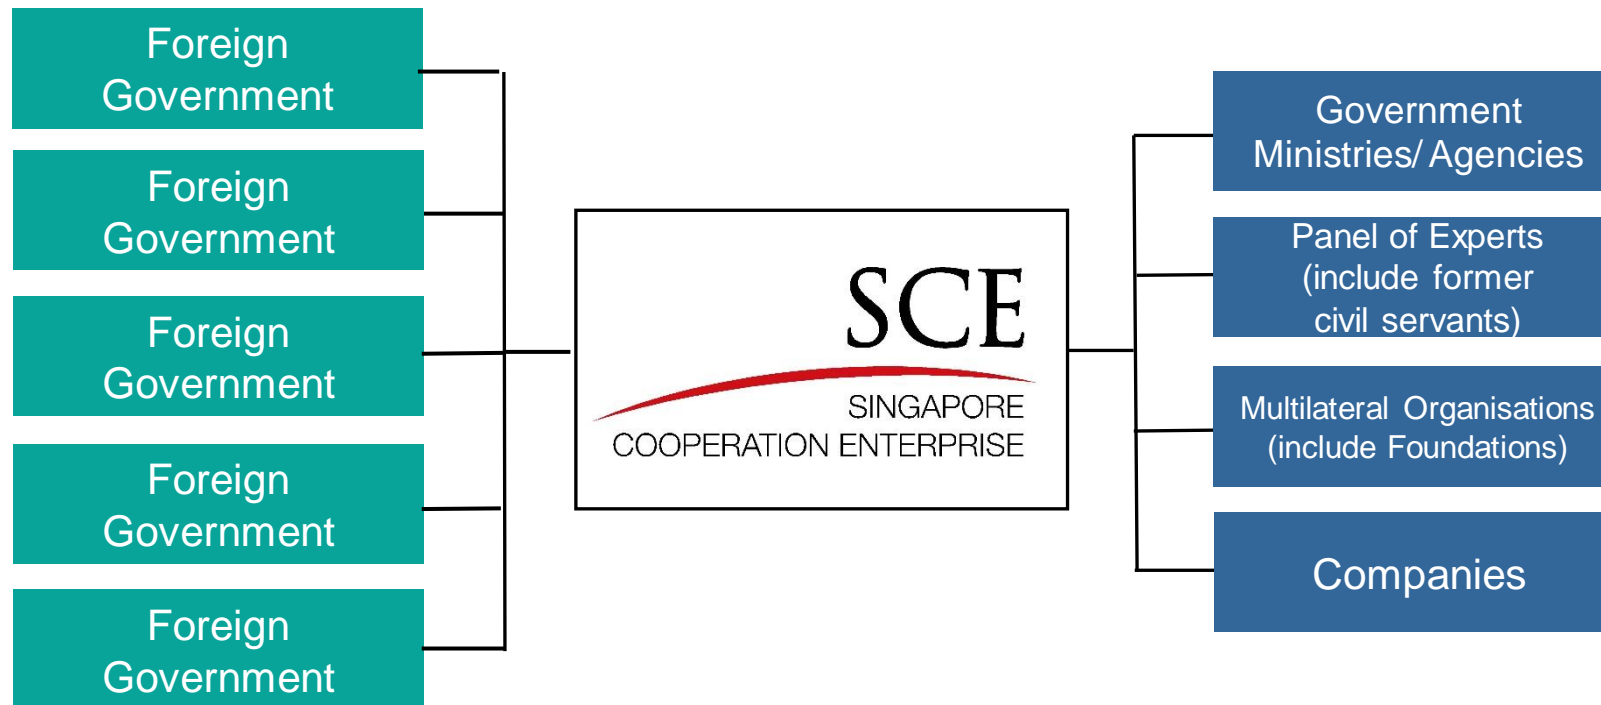 Foreign
Government
Foreign
Government
Foreign
Government
Foreign
Government
Foreign
Government
SCE
SINGAPORE
COOPERATION ENTERPRISE
Government
Ministries/ Agencies
Panel of Experts
(include former
civil servants)
Multilateral Organisations
(include Foundations)
Companies